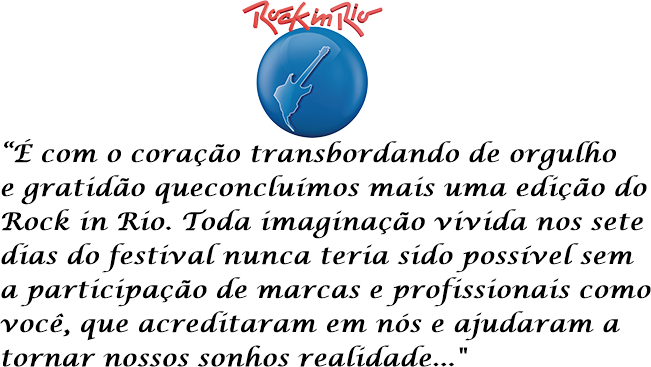 Rock in Rio
“É com o coração transbordando de orgulho
e gratidão queconcluímos mais uma edição do
Rock in Rio. Toda imaginação vivida nos sete
dias do festival nunca teria sido possível sem
a participação de marcas e profissionais como
você, que acreditaram em nós e ajudaram a
tornar nossos sonhos realidade..."